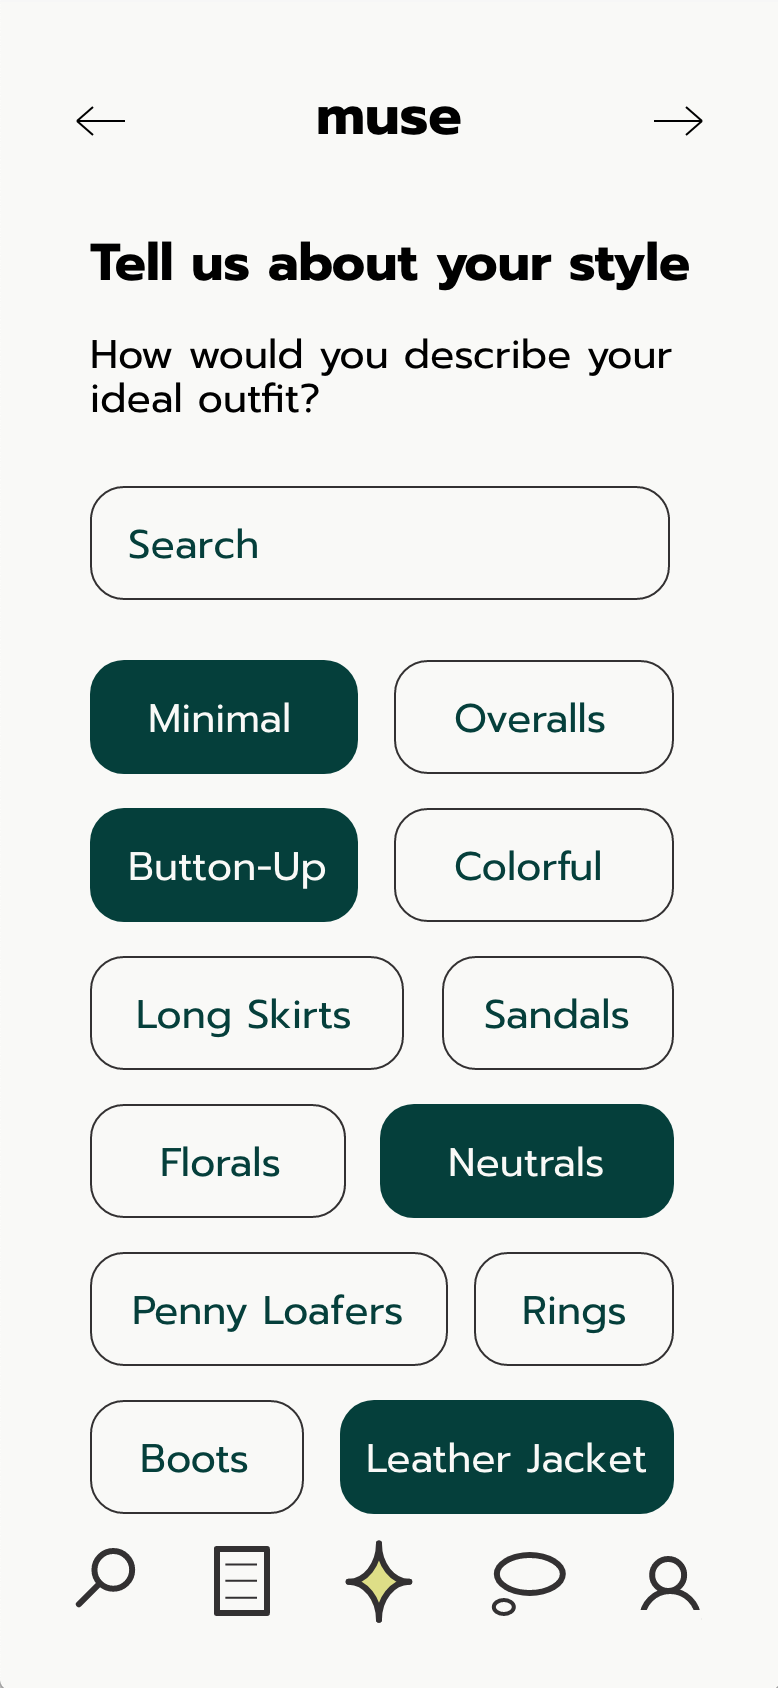 muse
Tell us about your style
How would you describe your
ideal outfit?
Search
Minimal
Overalls
Button-Up
Colorful
Long Skirts
Sandals
Florals
Neutrals
Penny Loafers
Rings
Boots
Leather Jacket